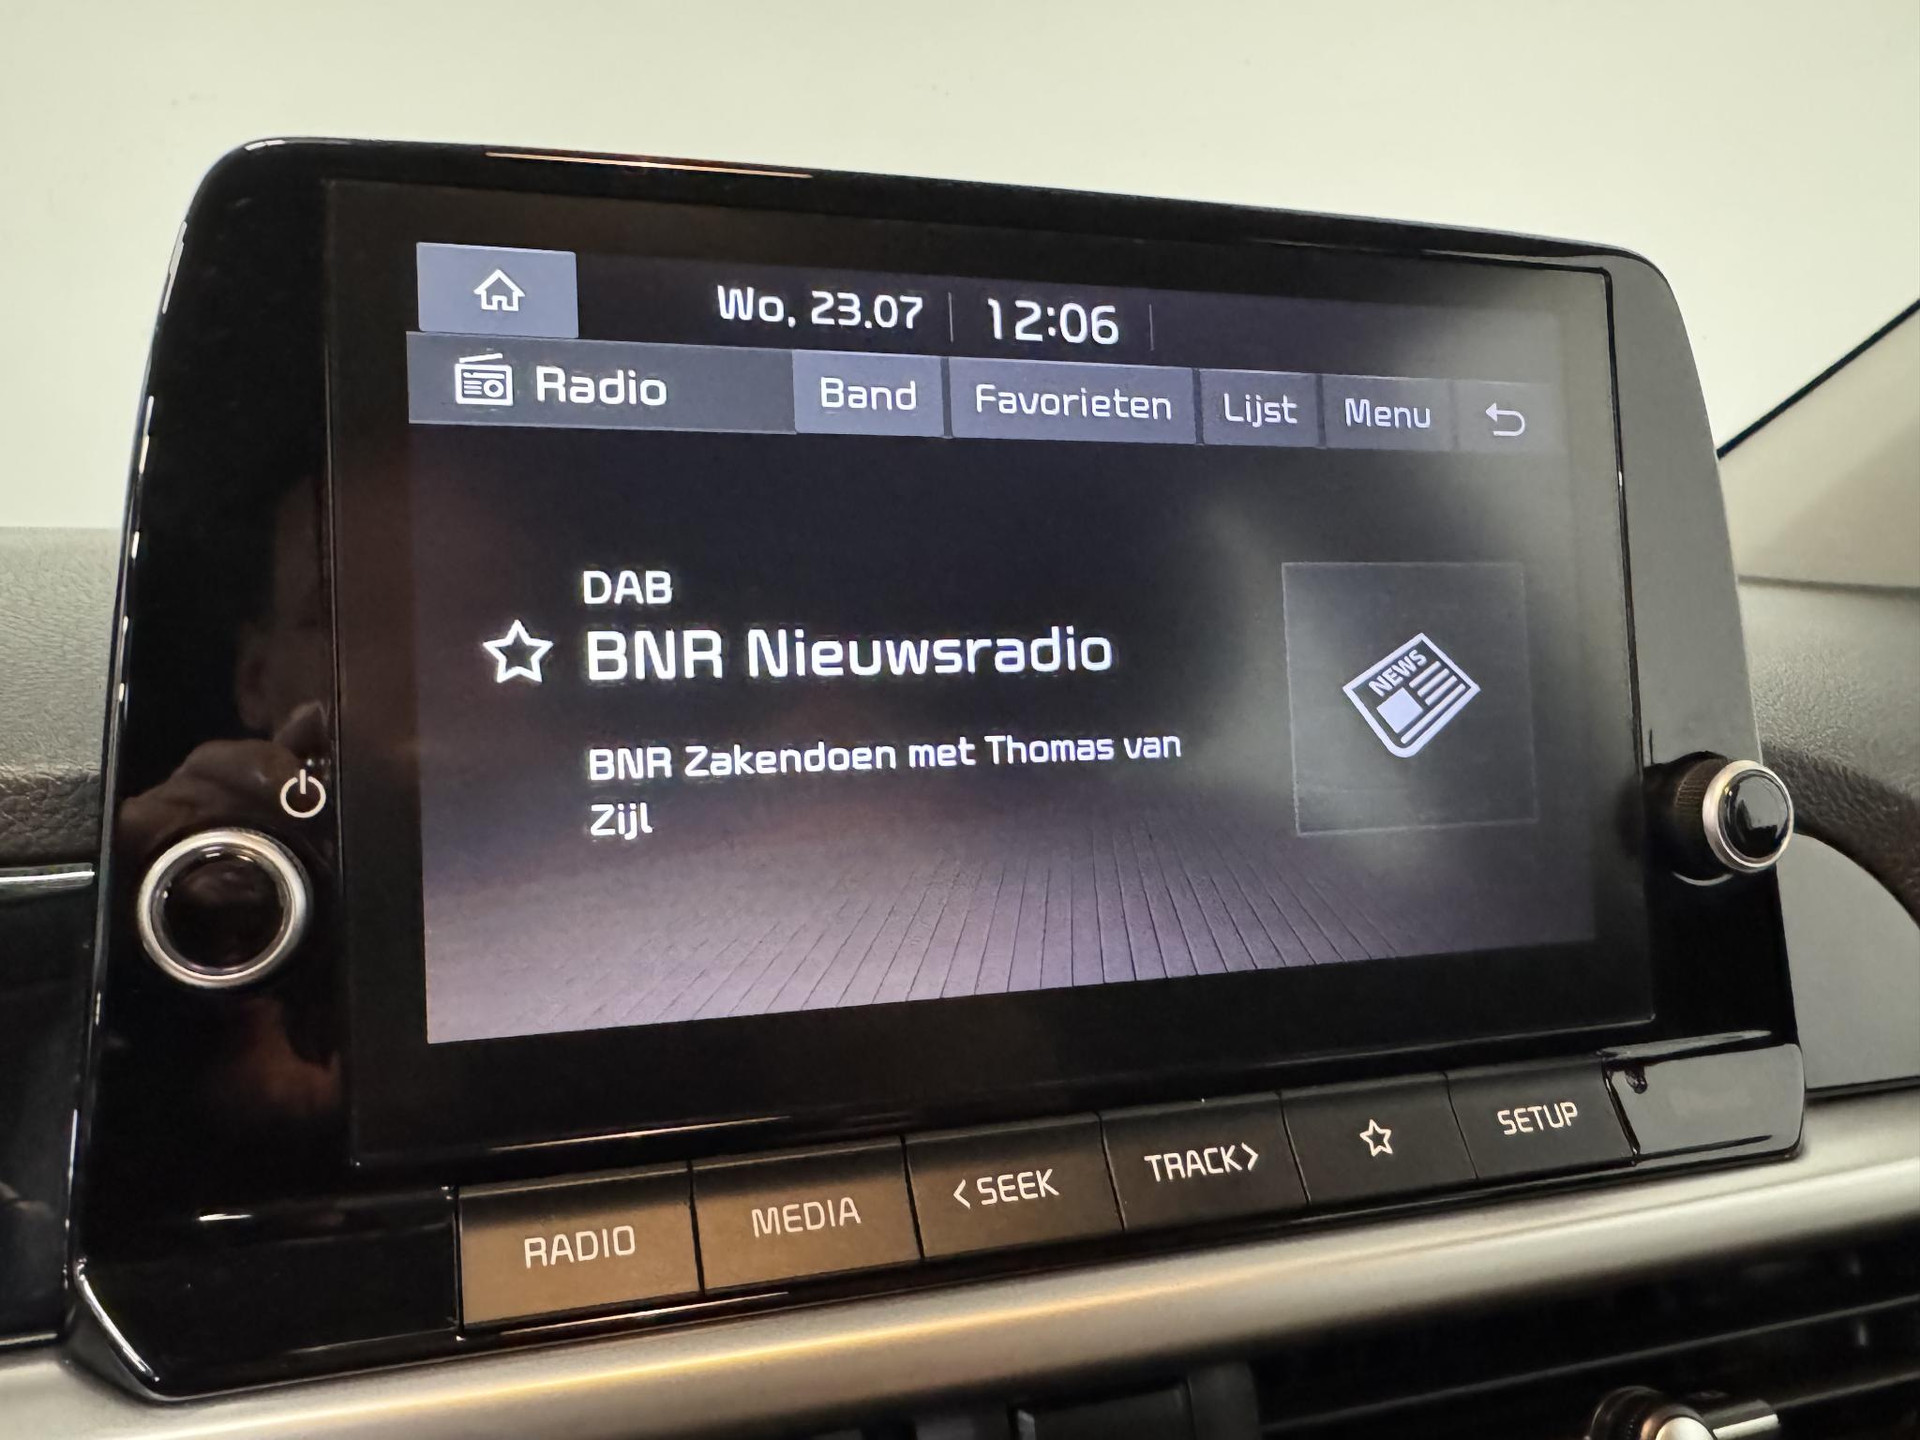 Wo, 23.07 12:06
Radio Band Favorieten Lijst Menu
DAB
BNR Nieuwsradio
NEWS
BNR Zakendoen met Thomas van
Zijl
RADIO MEDIA <SEEK TRACK> SETUP